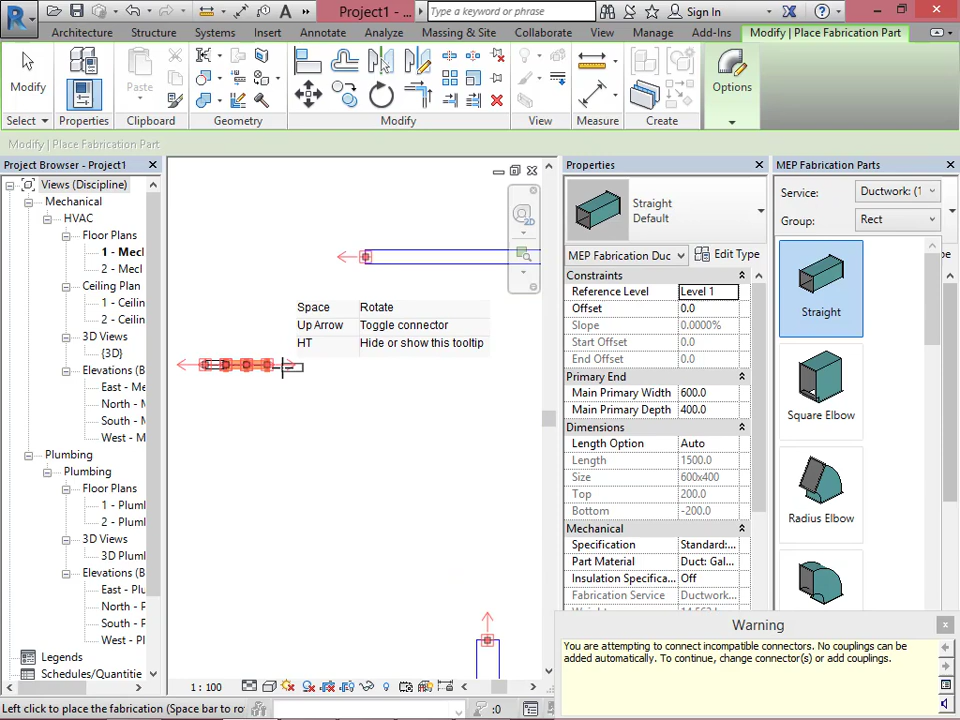 Project1 - ...
Type a keyword or phrase
Sign In
Architecture
Structure
Systems
Insert
Annotate
Analyze
Massing & Site
Collaborate
View
Manage
Add-Ins
Modify | Place Fabrication Part
Modify
Paste
Options
Select
Properties
Clipboard
Geometry
Modify
View
Measure
Create
Modify | Place Fabrication Part
Project Browser - Project1
Views (Discipline)
Mechanical
HVAC
Floor Plans
1 - Mecl
2 - Mecl
Ceiling Plan
1 - Ceilin
2 - Ceilin
3D Views
{3D}
Elevations (B
East - Me
North -
South -
West - M
Plumbing
Plumbing
Floor Plans
1 - Plum
2 - Plum
3D Views
3D Plum
Elevations (B
East - Plu
North -
South -
West - P
Legends
Schedules/Quantitie
2D
Space Rotate
Up Arrow Toggle connector
HT Hide or show this tooltip
1 : 100
Left click to place the fabrication (Space bar to ro
:0
Properties
Straight
Default
MEP Fabrication Duc
Edit Type
Constraints
Reference Level Level 1
Offset 0.0
Slope 0.0000%
Start Offset 0.0
End Offset 0.0
Primary End
Main Primary Width 600.0
Main Primary Depth 400.0
Dimensions
Length Option Auto
Length 1500.0
Size 600x400
Top 200.0
Bottom -200.0
Mechanical
Specification Standard:...
Part Material Duct: Gal...
Insulation Specifica... Off
Fabrication Service Ductwork...
MEP Fabrication Parts
Service: Ductwork: (1
Group: Rect
Straight
Square Elbow
Radius Elbow
Warning
You are attempting to connect incompatible connectors. No couplings can be
added automatically. To continue, change connector(s) or add couplings.